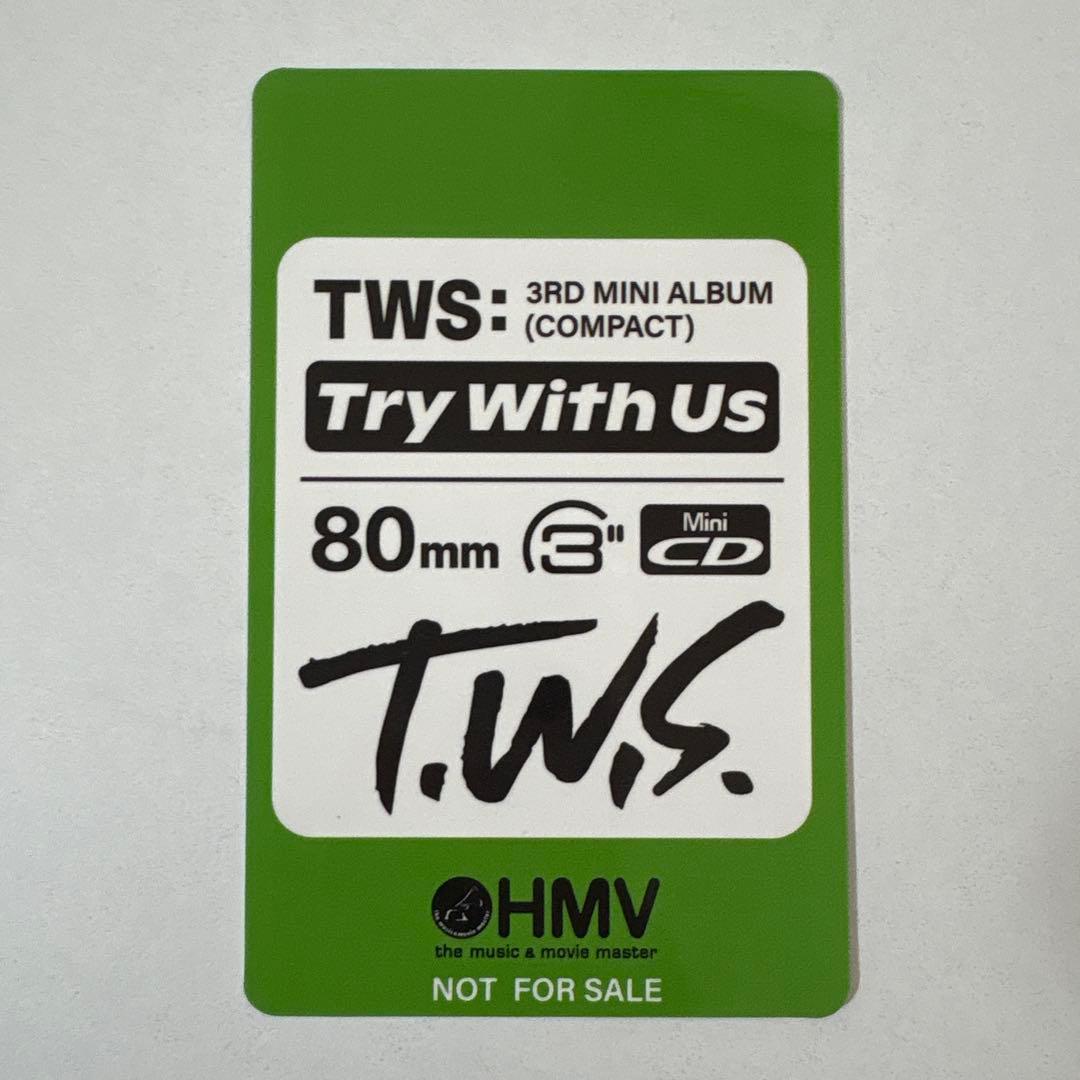 TWS: 3RD MINI ALBUM
(COMPACT)
Try With Us
80mm 3" Mini CD
T.W.S.
HMV
the music & movie master
NOT FOR SALE